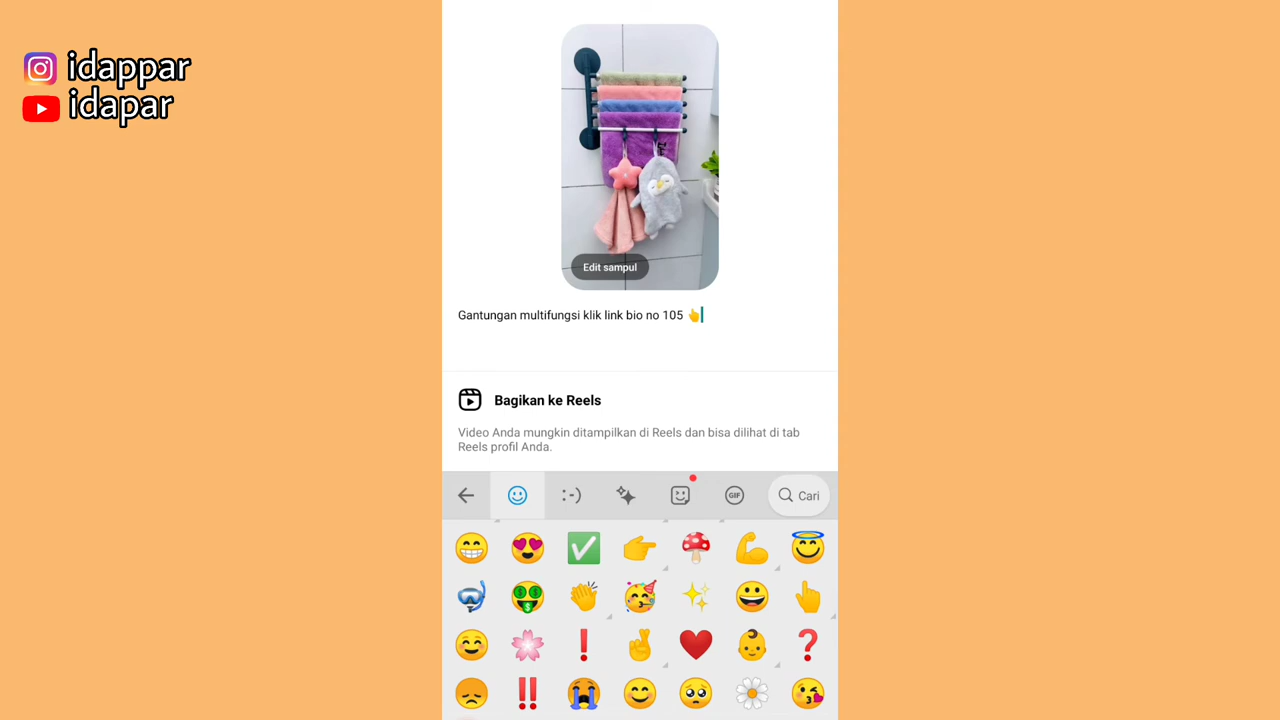 idappar
idapar
Edit sampul
Gantungan multifungsi klik link bio no 105 👆
Bagikan ke Reels
Video Anda mungkin ditampilkan di Reels dan bisa dilihat di tab
Reels profil Anda.
:-)
GIF
Cari